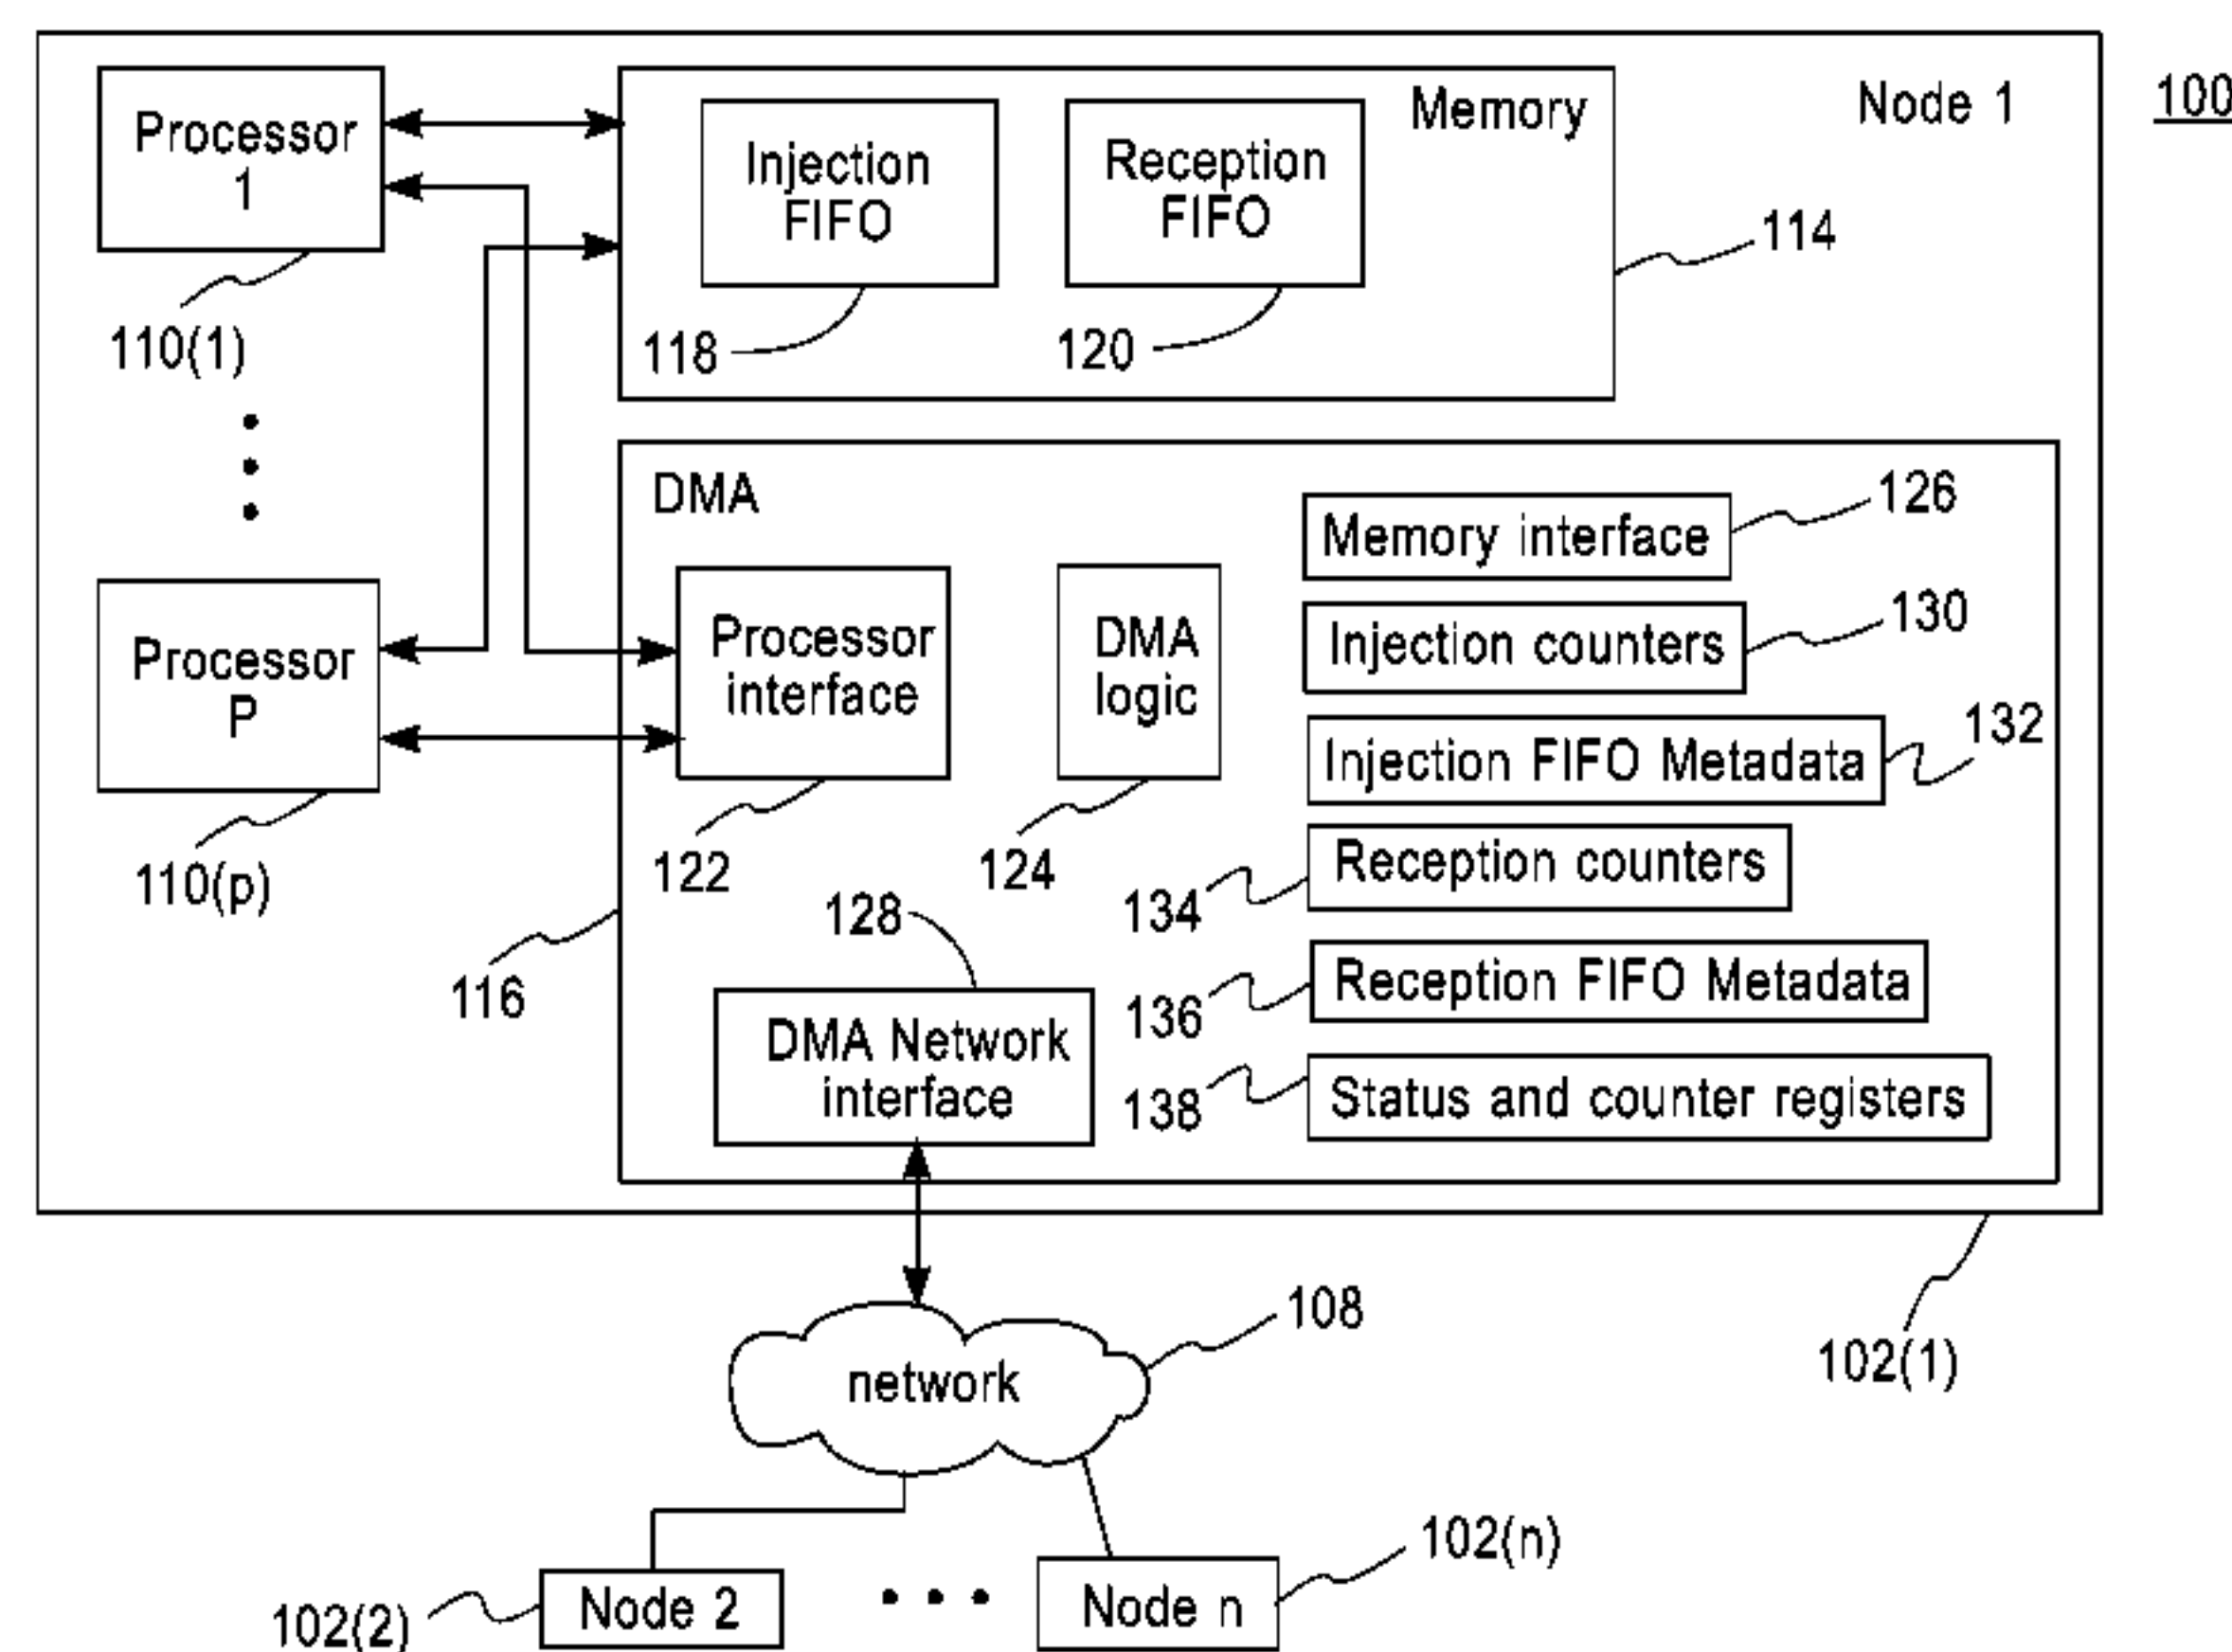 Node 1
100
Processor
1
Memory
Injection
FIFO
Reception
FIFO
114
110(1)
118
120
DMA
126
Memory interface
130
Injection counters
Processor
P
Processor
interface
DMA
logic
132
Injection FIFO Metadata
110(p)
122
124
134
Reception counters
128
116
136
Reception FIFO Metadata
DMA Network
interface
138
Status and counter registers
108
network
102(1)
102(2)
Node 2
Node n
102(n)